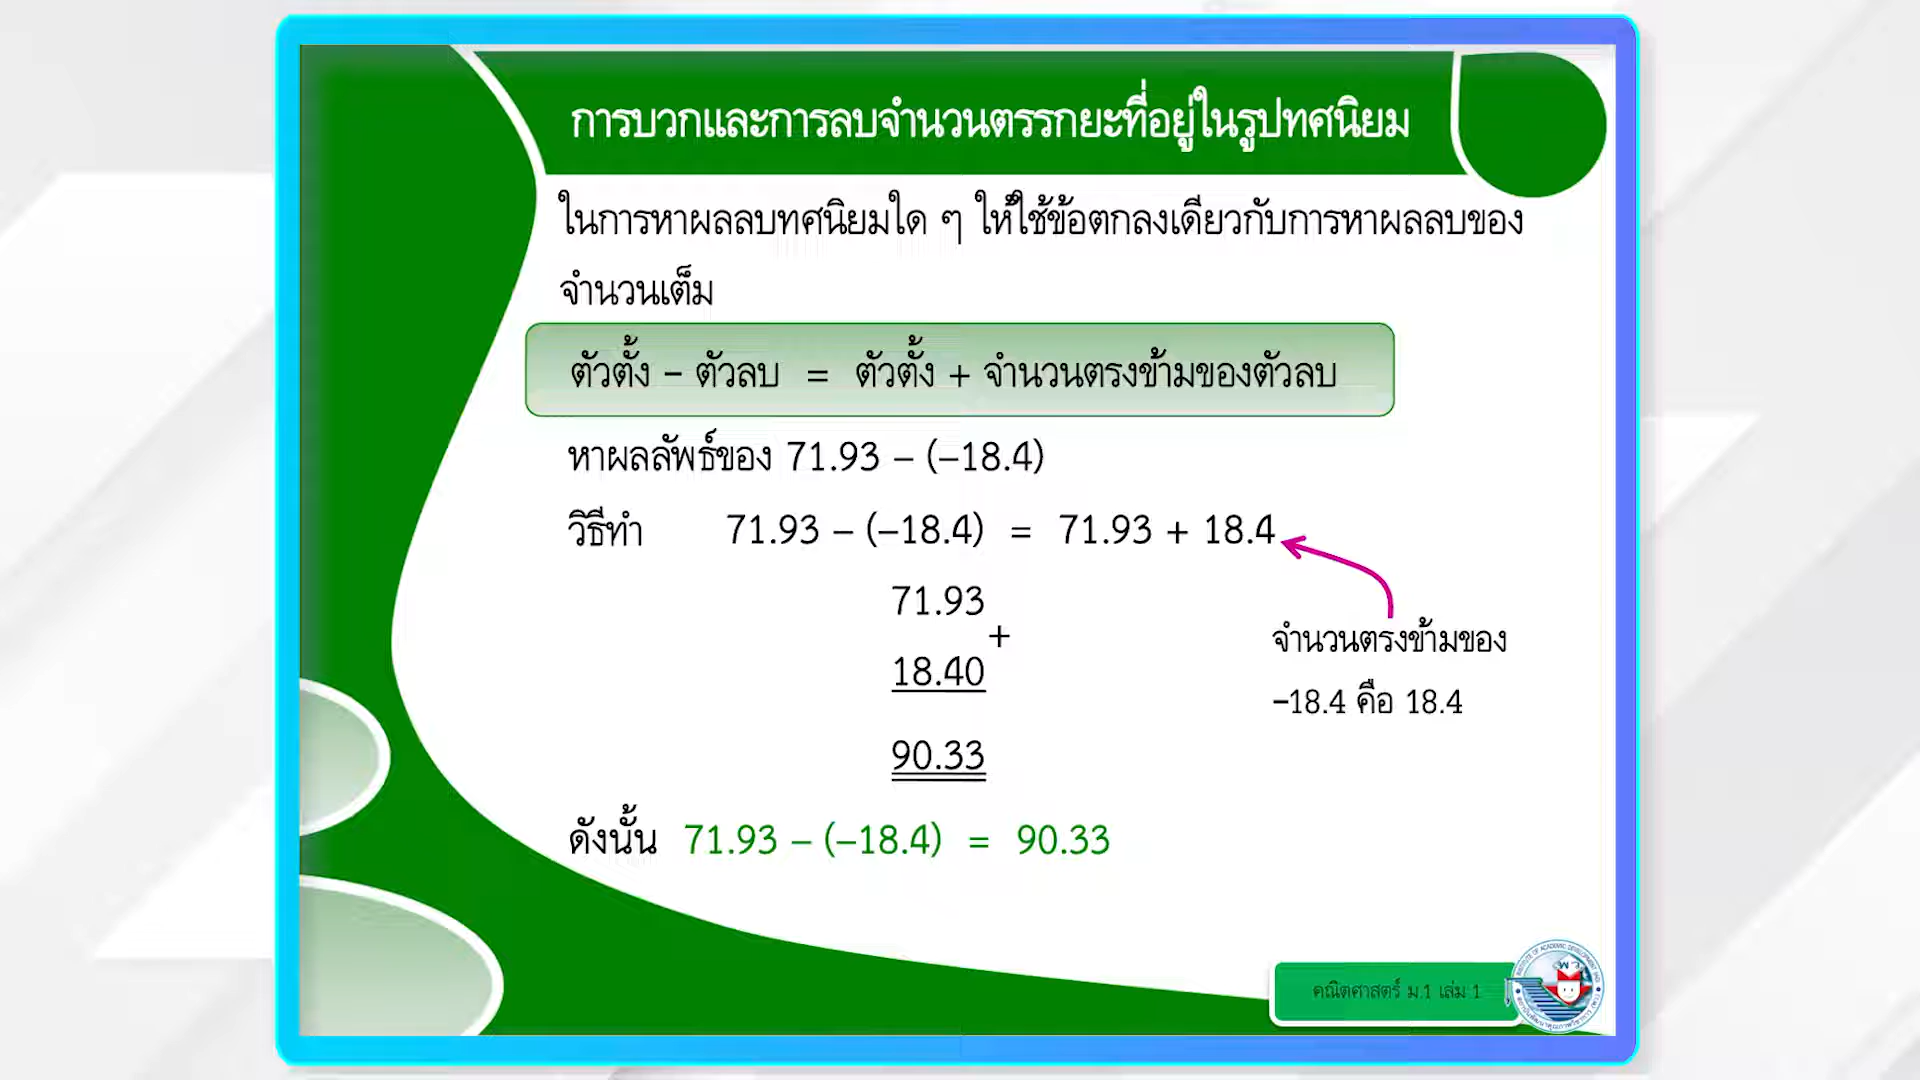 การบวกและการลบจำนวนตรรกยะที่อยู่ในรูปทศนิยม
ในการหาผลลบทศนิยมใด ๆ ให้ใช้ข้อตกลงเดียวกับการหาผลลบของ
จำนวนเต็ม
ตัวตั้ง – ตัวลบ = ตัวตั้ง + จำนวนตรงข้ามของตัวลบ
หาผลลัพธ์ของ 71.93 – (–18.4)
วิธีทำ 71.93 – (–18.4) = 71.93 + 18.4
71.93
+
18.40
90.33
จำนวนตรงข้ามของ
–18.4 คือ 18.4
ดังนั้น 71.93 – (–18.4) = 90.33
คณิตศาสตร์ ม.1 เล่ม 1